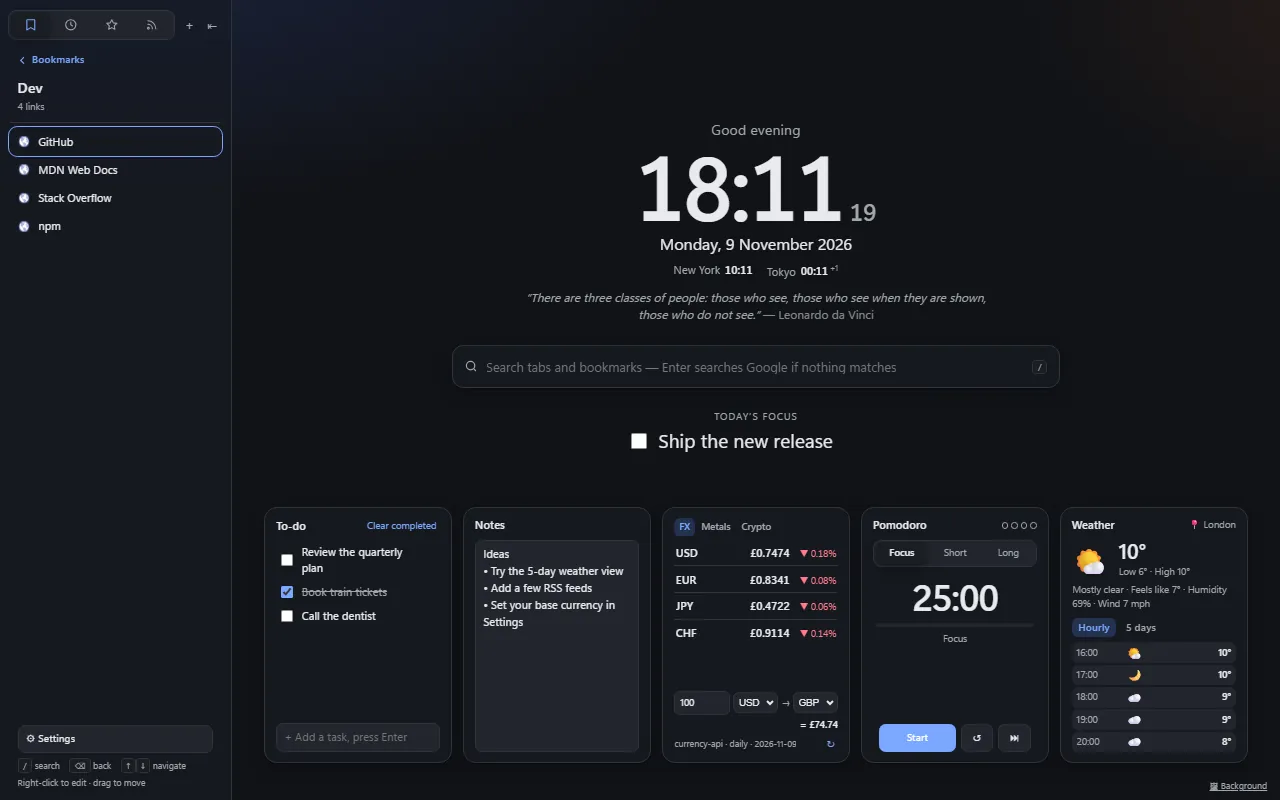 Bookmarks
Dev
4 links
GitHub
MDN Web Docs
Stack Overflow
npm
Settings
/ search ⌫ back ↑ ↓ navigate
Right-click to edit · drag to move
Good evening
18:11 19
Monday, 9 November 2026
New York 10:11 Tokyo 00:11 +1
“There are three classes of people: those who see, those who see when they are shown,
those who do not see.” — Leonardo da Vinci
Search tabs and bookmarks — Enter searches Google if nothing matches /
TODAY'S FOCUS
Ship the new release
To-do Clear completed
Review the quarterly
plan
Book train tickets
Call the dentist
+ Add a task, press Enter
Notes
Ideas
• Try the 5-day weather view
• Add a few RSS feeds
• Set your base currency in
Settings
FX Metals Crypto
USD £0.7474 ▼ 0.18%
EUR £0.8341 ▼ 0.08%
JPY £0.4722 ▼ 0.06%
CHF £0.9114 ▼ 0.14%
100 USD → GBP
= £74.74
currency-api · daily · 2026-11-09
Pomodoro
Focus Short Long
25:00
Focus
Start
Weather London
10°
Low 6° · High 10°
Mostly clear · Feels like 7° · Humidity
69% · Wind 7 mph
Hourly 5 days
16:00 10°
17:00 10°
18:00 9°
19:00 9°
20:00 8°
Background